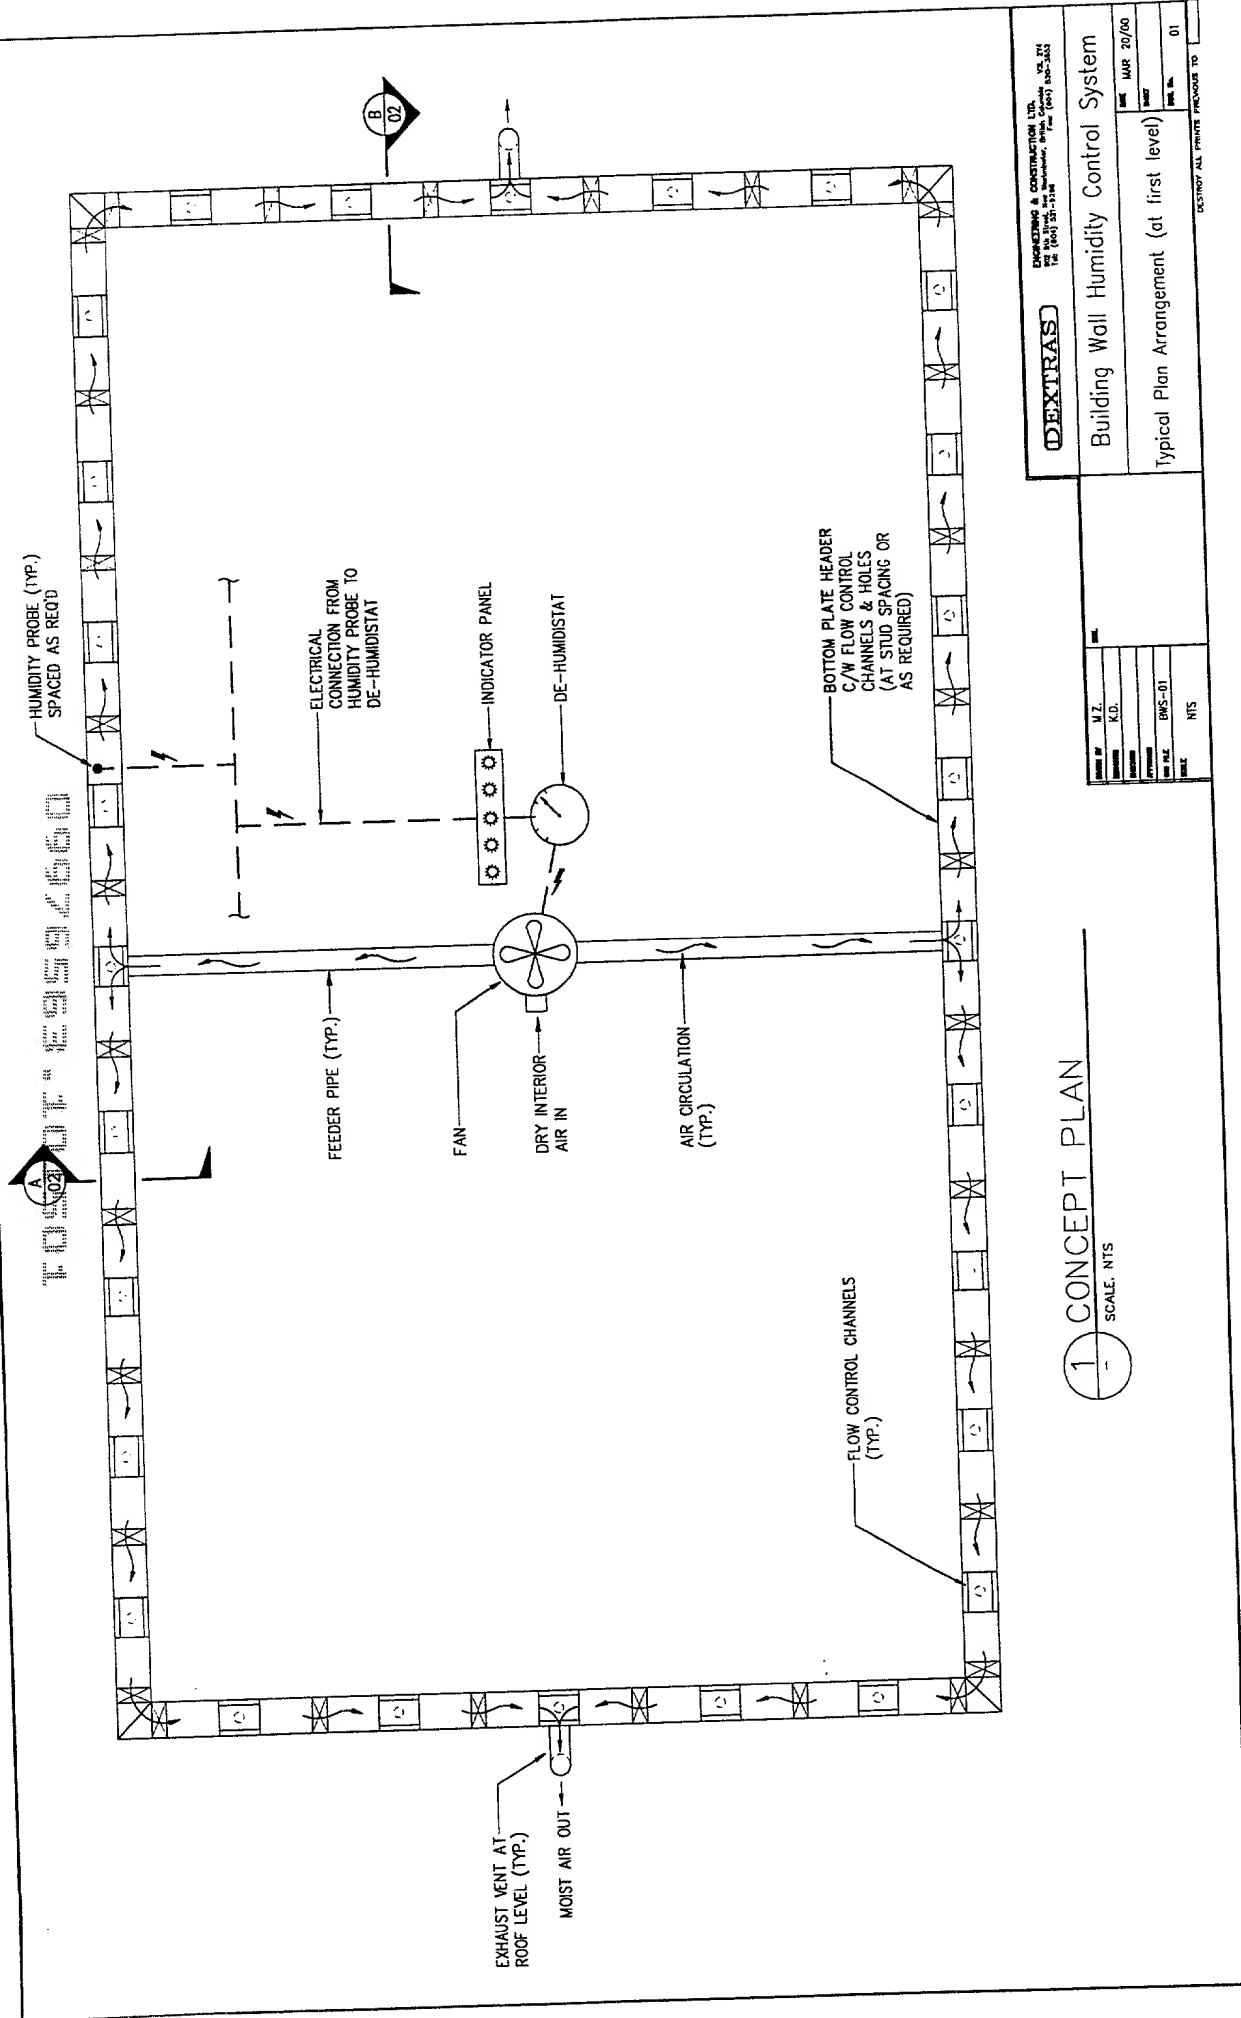 HUMIDITY PROBE (TYP.)
SPACED AS REQ'D
ELECTRICAL
CONNECTION FROM
HUMIDITY PROBE TO
DE-HUMIDISTAT
INDICATOR PANEL
DE-HUMIDISTAT
BOTTOM PLATE HEADER
C/W FLOW CONTROL
CHANNELS & HOLES
(AT STUD SPACING OR
AS REQUIRED)
A
02
B
02
FEEDER PIPE (TYP.)
FAN
DRY INTERIOR
AIR IN
AIR CIRCULATION
(TYP.)
FLOW CONTROL CHANNELS
(TYP.)
EXHAUST VENT AT
ROOF LEVEL (TYP.)
MOIST AIR OUT
1
-
CONCEPT PLAN
SCALE. NTS
DEXTRAS
ENGINEERING & CONSTRUCTION LTD.
Building Wall Humidity Control System
Typical Plan Arrangement (at first level)
DATE MAR 20/00
01
M.Z.
K.D.
BWS-01
SCALE NTS
DESTROY ALL PRINTS PREVIOUS TO